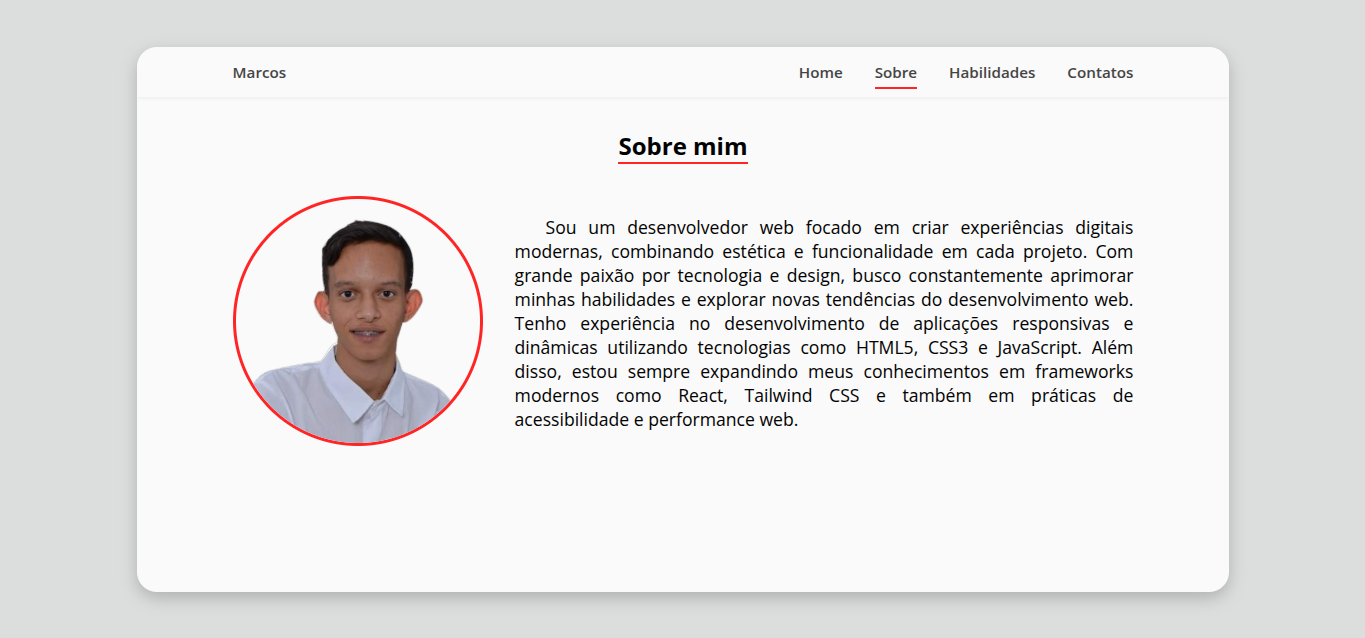 Marcos Home Sobre Habilidades Contatos
Sobre mim
Sou um desenvolvedor web focado em criar experiências digitais
modernas, combinando estética e funcionalidade em cada projeto. Com
grande paixão por tecnologia e design, busco constantemente aprimorar
minhas habilidades e explorar novas tendências do desenvolvimento web.
Tenho experiência no desenvolvimento de aplicações responsivas e
dinâmicas utilizando tecnologias como HTML5, CSS3 e JavaScript. Além
disso, estou sempre expandindo meus conhecimentos em frameworks
modernos como React, Tailwind CSS e também em práticas de
acessibilidade e performance web.